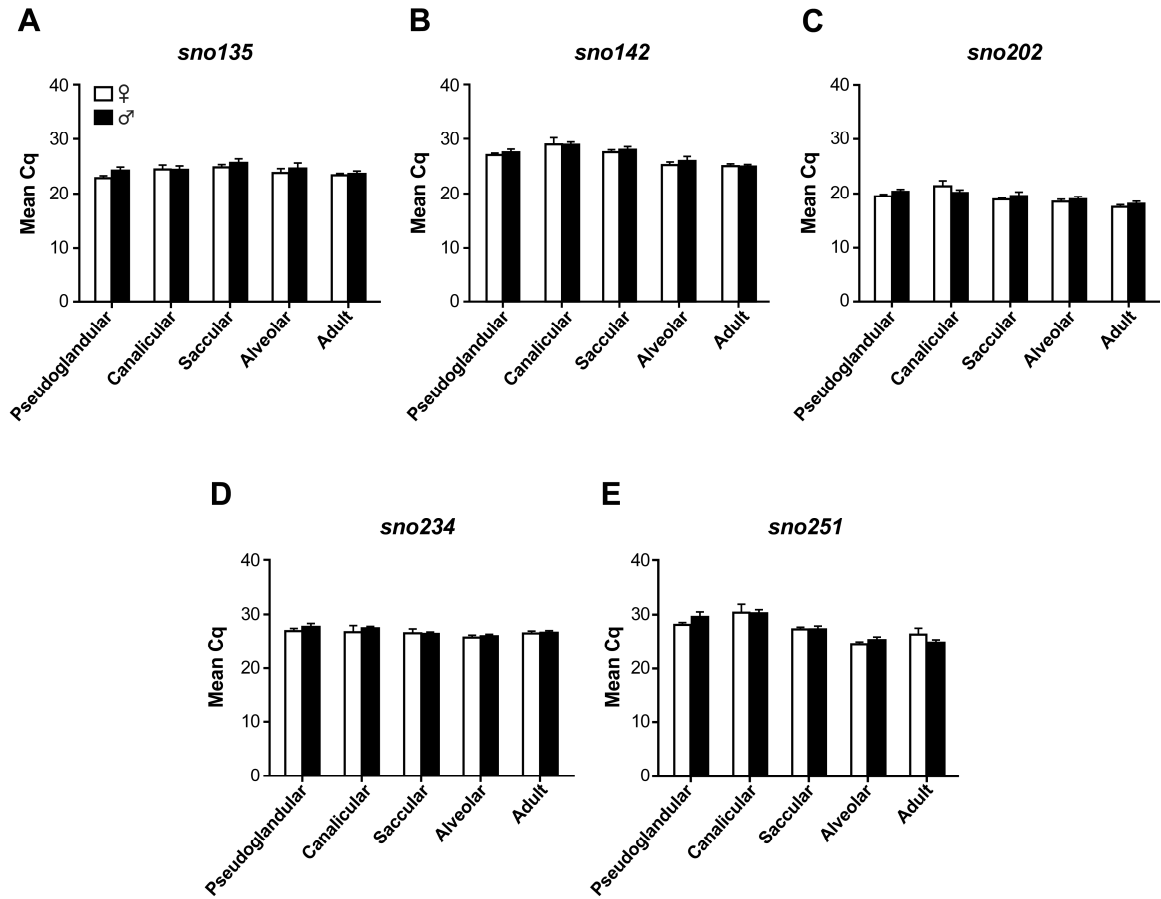 A
sno135
Mean Cq
40
30
20
10
0
♀
♂
Pseudoglandular
Canalicular
Saccular
Alveolar
Adult
B
sno142
Mean Cq
40
30
20
10
0
Pseudoglandular
Canalicular
Saccular
Alveolar
Adult
C
sno202
Mean Cq
40
30
20
10
0
Pseudoglandular
Canalicular
Saccular
Alveolar
Adult
D
sno234
Mean Cq
40
30
20
10
0
Pseudoglandular
Canalicular
Saccular
Alveolar
Adult
E
sno251
Mean Cq
40
30
20
10
0
Pseudoglandular
Canalicular
Saccular
Alveolar
Adult